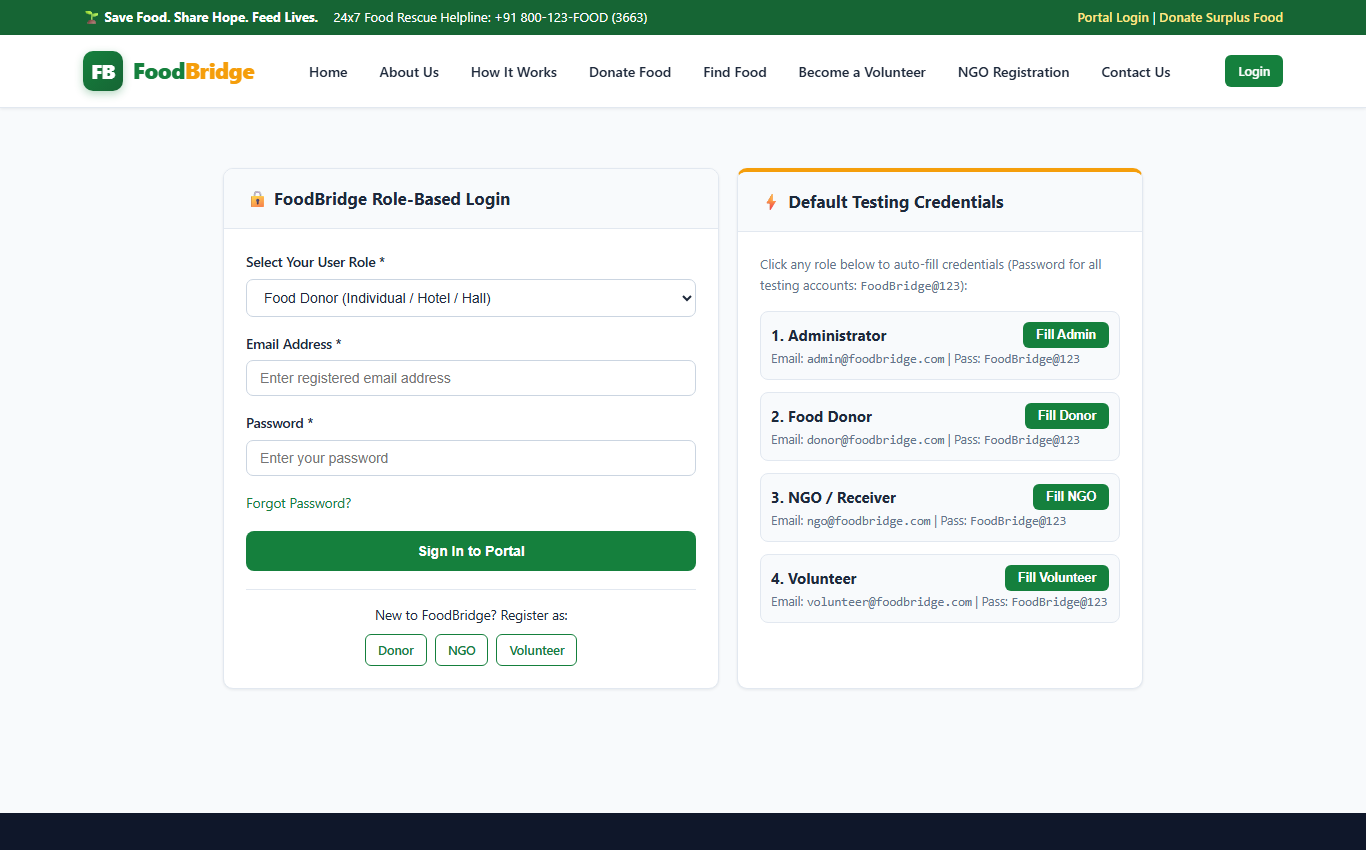 Save Food. Share Hope. Feed Lives. 24x7 Food Rescue Helpline: +91 800-123-FOOD (3663) Portal Login | Donate Surplus Food
FB FoodBridge Home About Us How It Works Donate Food Find Food Become a Volunteer NGO Registration Contact Us Login
FoodBridge Role-Based Login
Select Your User Role *
Food Donor (Individual / Hotel / Hall)
Email Address *
Enter registered email address
Password *
Enter your password
Forgot Password?
Sign In to Portal
New to FoodBridge? Register as:
Donor NGO Volunteer
Default Testing Credentials
Click any role below to auto-fill credentials (Password for all
testing accounts: FoodBridge@123):
1. Administrator Fill Admin
Email: admin@foodbridge.com | Pass: FoodBridge@123
2. Food Donor Fill Donor
Email: donor@foodbridge.com | Pass: FoodBridge@123
3. NGO / Receiver Fill NGO
Email: ngo@foodbridge.com | Pass: FoodBridge@123
4. Volunteer Fill Volunteer
Email: volunteer@foodbridge.com | Pass: FoodBridge@123